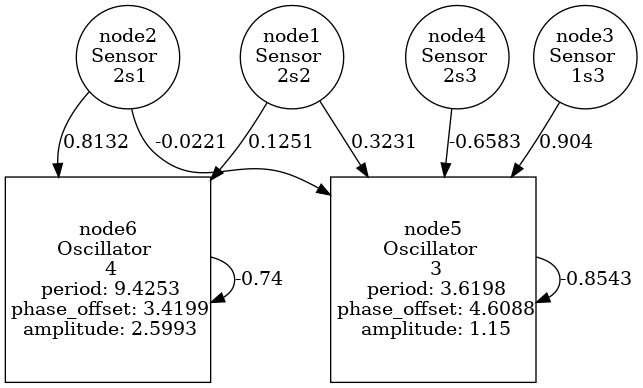 node2
Sensor
2s1
node1
Sensor
2s2
node4
Sensor
2s3
node3
Sensor
1s3
0.8132
-0.0221
0.1251
0.3231
-0.6583
0.904
node6
Oscillator
4
period: 9.4253
phase_offset: 3.4199
amplitude: 2.5993
-0.74
node5
Oscillator
3
period: 3.6198
phase_offset: 4.6088
amplitude: 1.15
-0.8543